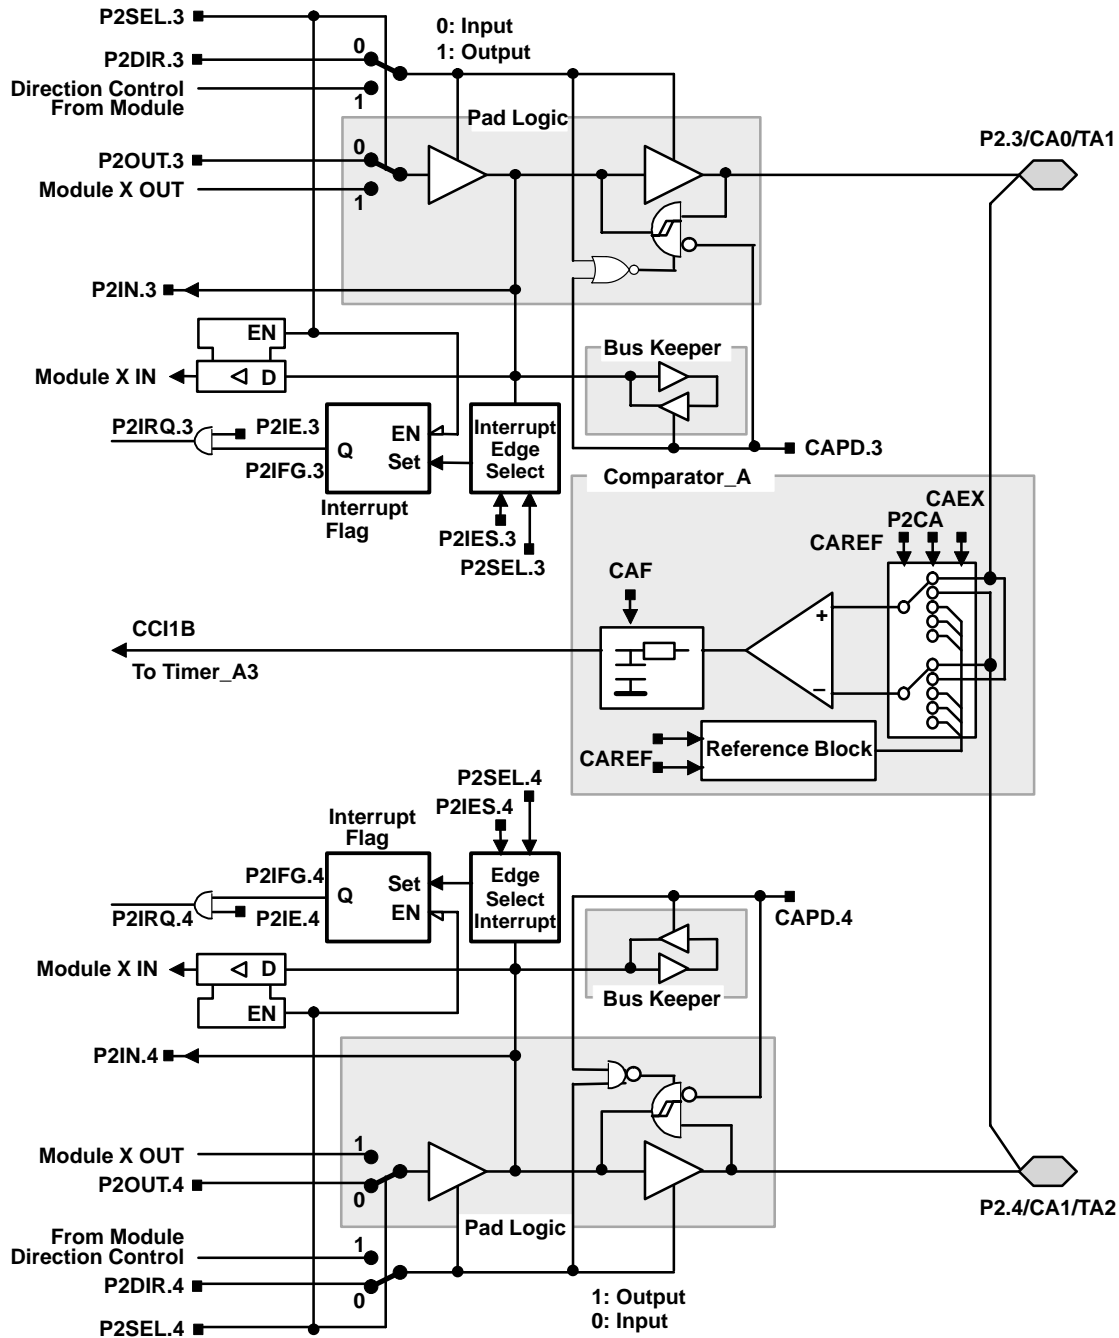 P2SEL.3
P2DIR.3
0
0: Input
1: Output
Direction Control
From Module
1
Pad Logic
P2OUT.3
0
Module X OUT
1
P2.3/CA0/TA1
P2IN.3
EN
D
Module X IN
Bus Keeper
P2IRQ.3
P2IE.3
P2IFG.3
Q
EN
Set
Interrupt
Flag
Interrupt
Edge
Select
P2IES.3
P2SEL.3
CAPD.3
Comparator_A
CAREF
P2CA
CAEX
CAF
+
−
CCI1B
To Timer_A3
Reference Block
CAREF
P2SEL.4
P2IES.4
Interrupt
Flag
P2IFG.4
P2IRQ.4
P2IE.4
Q
Set
EN
Edge
Select
Interrupt
CAPD.4
Module X IN
D
EN
Bus Keeper
P2IN.4
Module X OUT
1
P2OUT.4
0
Pad Logic
P2.4/CA1/TA2
From Module
Direction Control
1
P2DIR.4
0
1: Output
0: Input
P2SEL.4